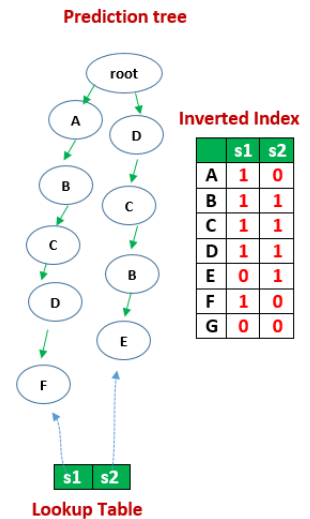 Prediction tree
root
A
D
B
C
C
B
D
E
F
Inverted Index
s1 s2
A 1 0
B 1 1
C 1 1
D 1 1
E 0 1
F 1 0
G 0 0
s1 s2
Lookup Table